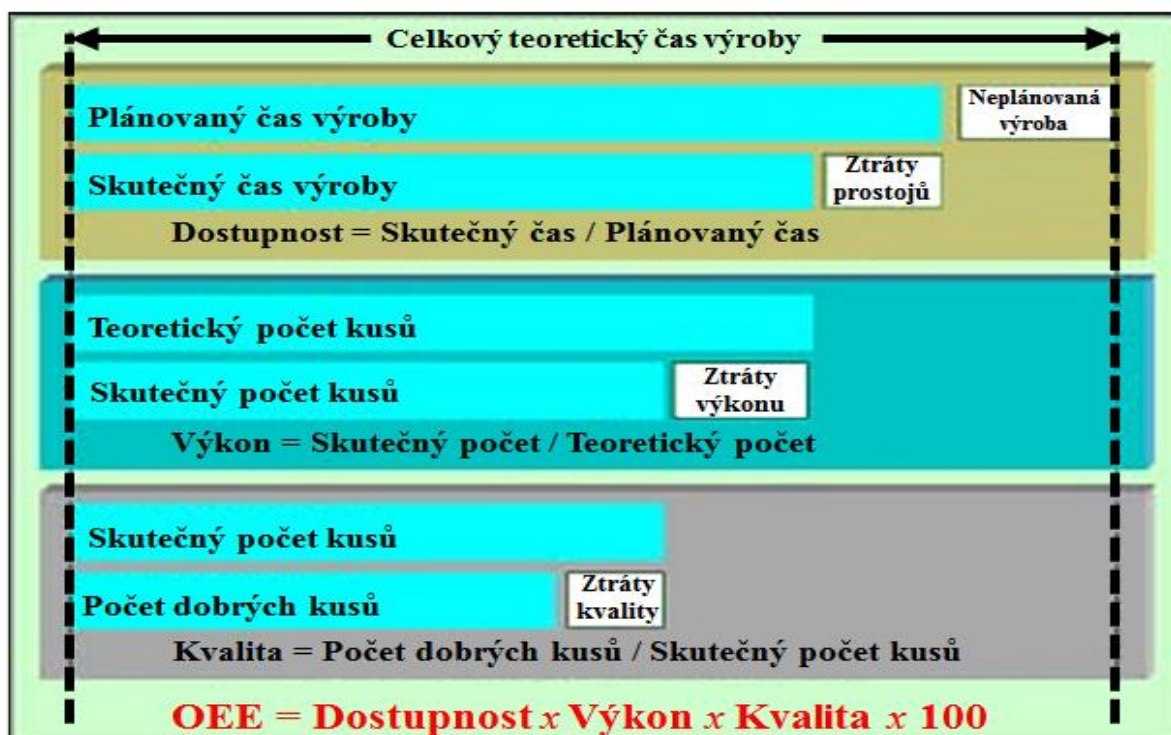 Celkový teoretický čas výroby
Plánovaný čas výroby
Neplánovaná
výroba
Skutečný čas výroby
Ztráty
prostojů
Dostupnost = Skutečný čas / Plánovaný čas
Teoretický počet kusů
Skutečný počet kusů
Ztráty
výkonu
Výkon = Skutečný počet / Teoretický počet
Skutečný počet kusů
Počet dobrých kusů
Ztráty
kvality
Kvalita = Počet dobrých kusů / Skutečný počet kusů
OEE = Dostupnost x Výkon x Kvalita x 100